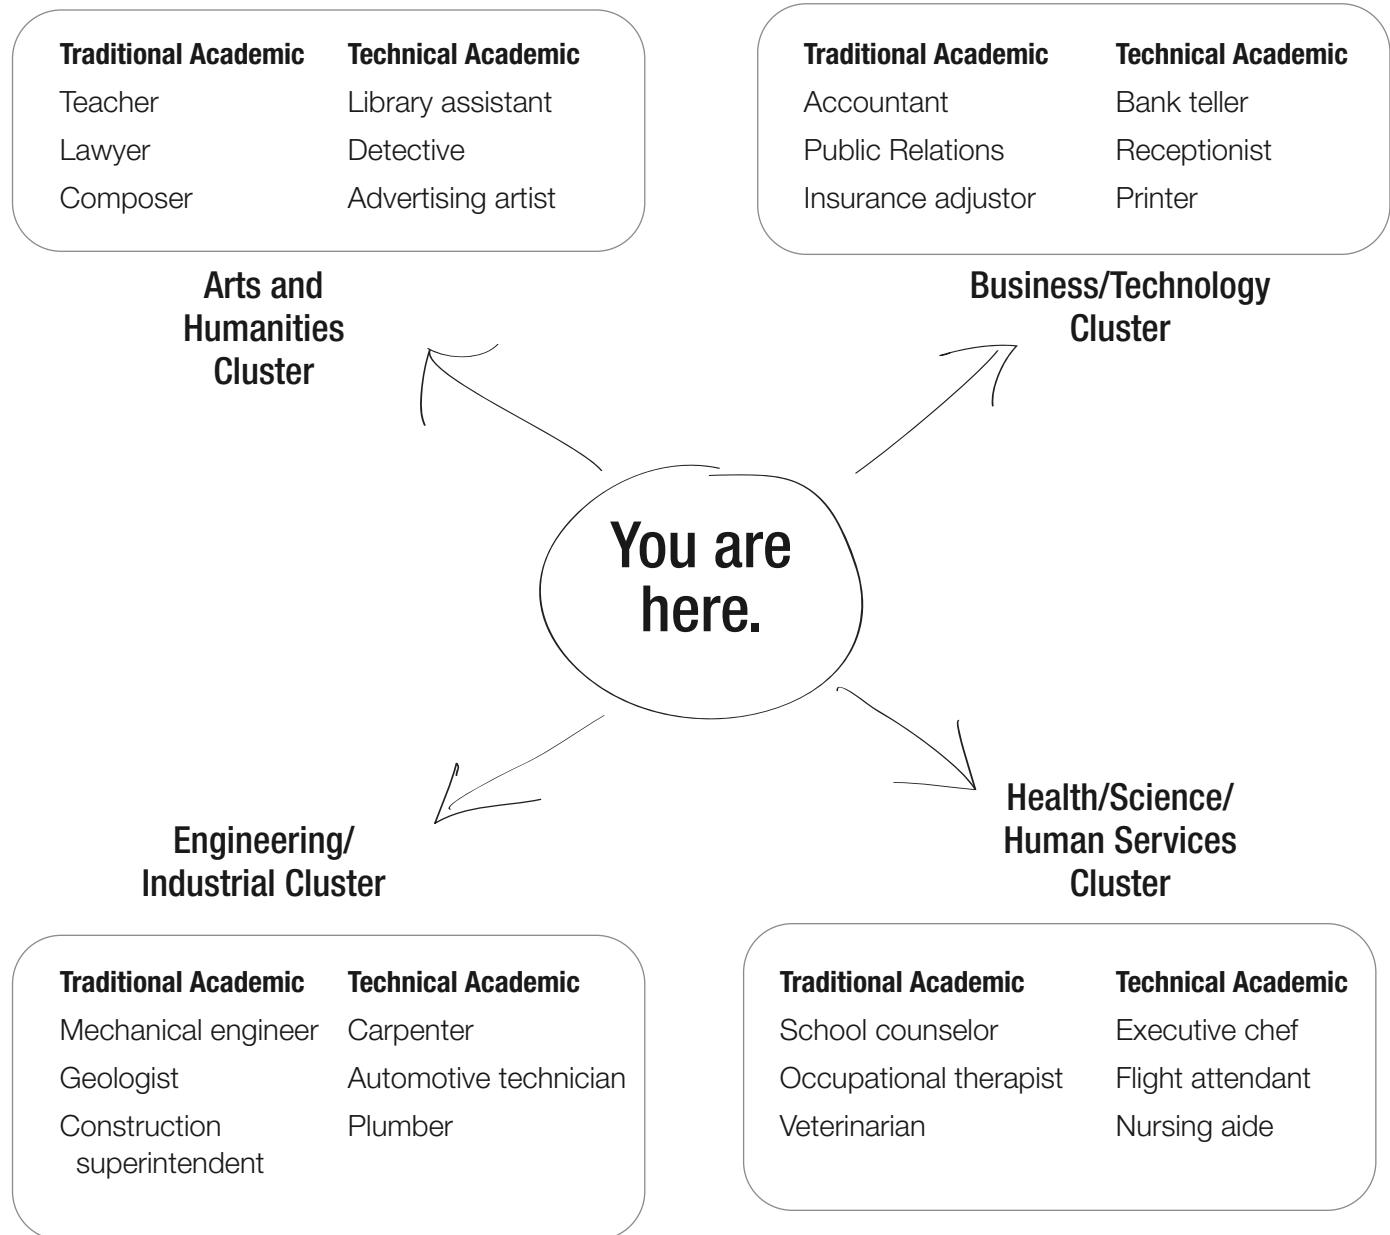 Traditional Academic
Teacher
Lawyer
Composer
Technical Academic
Library assistant
Detective
Advertising artist
Arts and
Humanities
Cluster
Traditional Academic
Accountant
Public Relations
Insurance adjustor
Technical Academic
Bank teller
Receptionist
Printer
Business/Technology
Cluster
You are
here.
Engineering/
Industrial Cluster
Traditional Academic
Mechanical engineer
Geologist
Construction
superintendent
Technical Academic
Carpenter
Automotive technician
Plumber
Health/Science/
Human Services
Cluster
Traditional Academic
School counselor
Occupational therapist
Veterinarian
Technical Academic
Executive chef
Flight attendant
Nursing aide